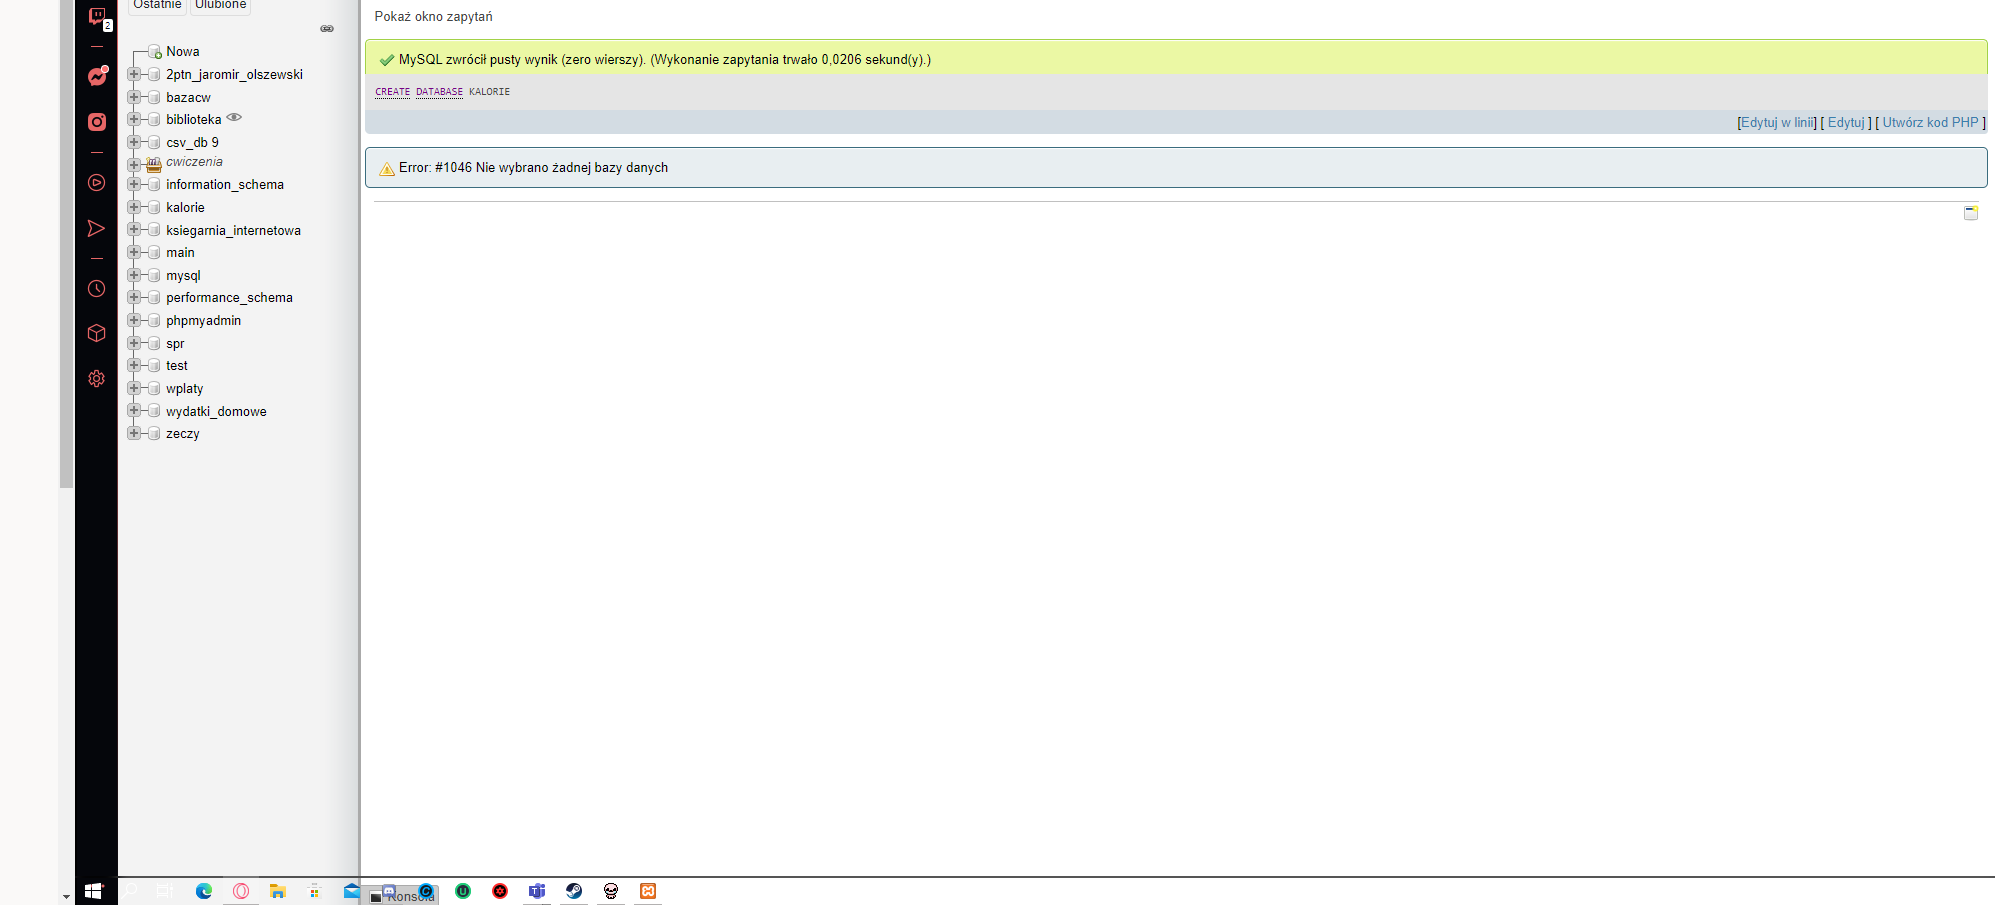 Ostatnie Ulubione
Nowa
2ptn_jaromir_olszewski
bazacw
biblioteka
csv_db 9
cwiczenia
information_schema
kalorie
ksiegarnia_internetowa
main
mysql
performance_schema
phpmyadmin
spr
test
wplaty
wydatki_domowe
zeczy
Pokaż okno zapytań
MySQL zwrócił pusty wynik (zero wierszy). (Wykonanie zapytania trwało 0,0206 sekund(y).)
CREATE DATABASE KALORIE
[Edytuj w linii] [ Edytuj ] [ Utwórz kod PHP ]
Error: #1046 Nie wybrano żadnej bazy danych
2
Konsola